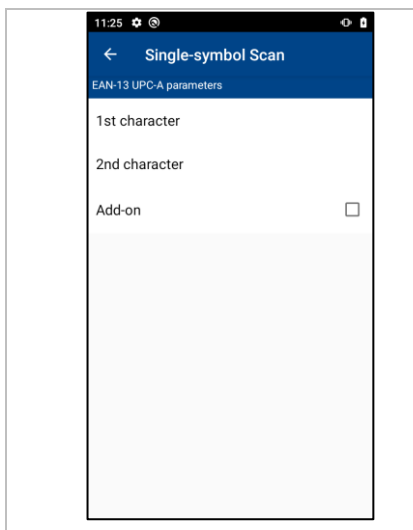 11:25
Single-symbol Scan
EAN-13 UPC-A parameters
1st character
2nd character
Add-on